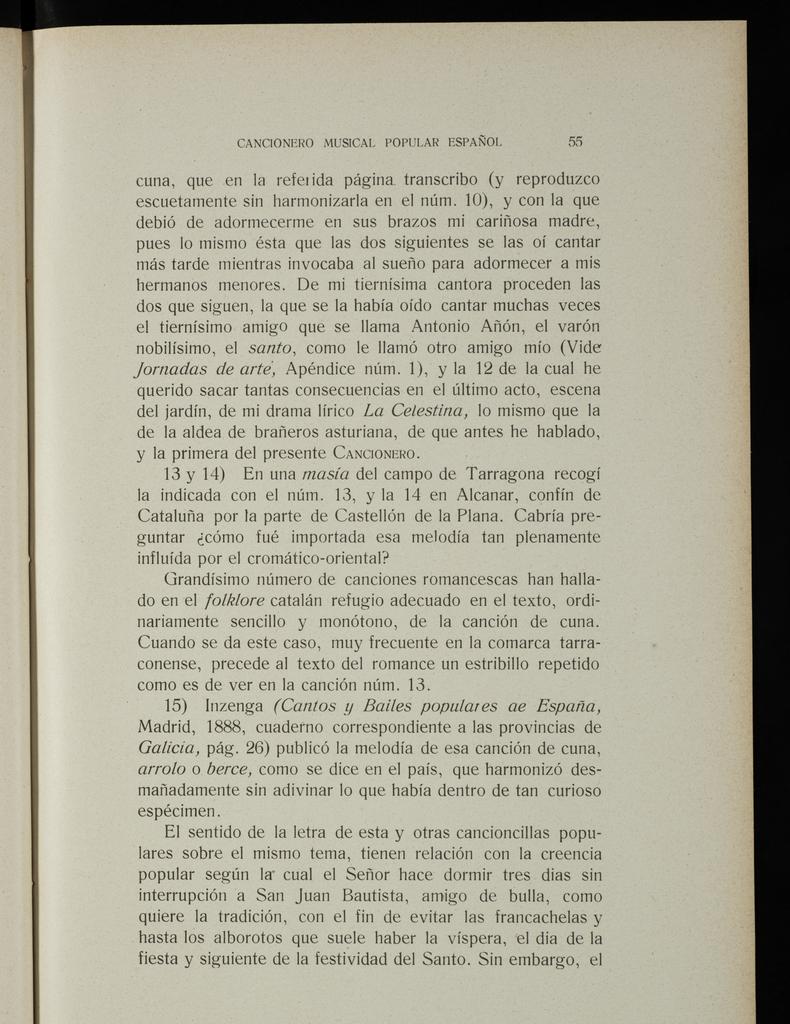 CANCIONERO MUSICAL POPULAR ESPAÑOL 55
cuna, que en la referida página transcribo (y reproduzco
escuetamente sin harmonizarla en el núm. 10), y con la que
debió de adormecerme en sus brazos mi cariñosa madre,
pues lo mismo ésta que las dos siguientes se las oí cantar
más tarde mientras invocaba al sueño para adormecer a mis
hermanos menores. De mi tiernísima cantora proceden las
dos que siguen, la que se la había oído cantar muchas veces
el tiernísimo amigo que se llama Antonio Añón, el varón
nobilísimo, el santo, como le llamó otro amigo mío (Vide
Jornadas de arte, Apéndice núm. 1), y la 12 de la cual he
querido sacar tantas consecuencias en el último acto, escena
del jardín, de mi drama lírico La Celestina, lo mismo que la
de la aldea de brañeros asturiana, de que antes he hablado,
y la primera del presente CANCIONERO.
13 y 14) En una masía del campo de Tarragona recogí
la indicada con el núm. 13, y la 14 en Alcanar, confín de
Cataluña por la parte de Castellón de la Plana. Cabría pre-
guntar ¿cómo fué importada esa melodía tan plenamente
influída por el cromático-oriental?
Grandísimo número de canciones romancescas han halla-
do en el folklore catalán refugio adecuado en el texto, ordi-
nariamente sencillo y monótono, de la canción de cuna.
Cuando se da este caso, muy frecuente en la comarca tarra-
conense, precede al texto del romance un estribillo repetido
como es de ver en la canción núm. 13.
15) Inzenga (Cantos y Bailes populares ae España,
Madrid, 1888, cuaderno correspondiente a las provincias de
Galicia, pág. 26) publicó la melodía de esa canción de cuna,
arrolo o berce, como se dice en el país, que harmonizó des-
mañadamente sin adivinar lo que había dentro de tan curioso
espécimen.
El sentido de la letra de esta y otras cancioncillas popu-
lares sobre el mismo tema, tienen relación con la creencia
popular según la cual el Señor hace dormir tres dias sin
interrupción a San Juan Bautista, amigo de bulla, como
quiere la tradición, con el fin de evitar las francachelas y
hasta los alborotos que suele haber la víspera, el dia de la
fiesta y siguiente de la festividad del Santo. Sin embargo, el